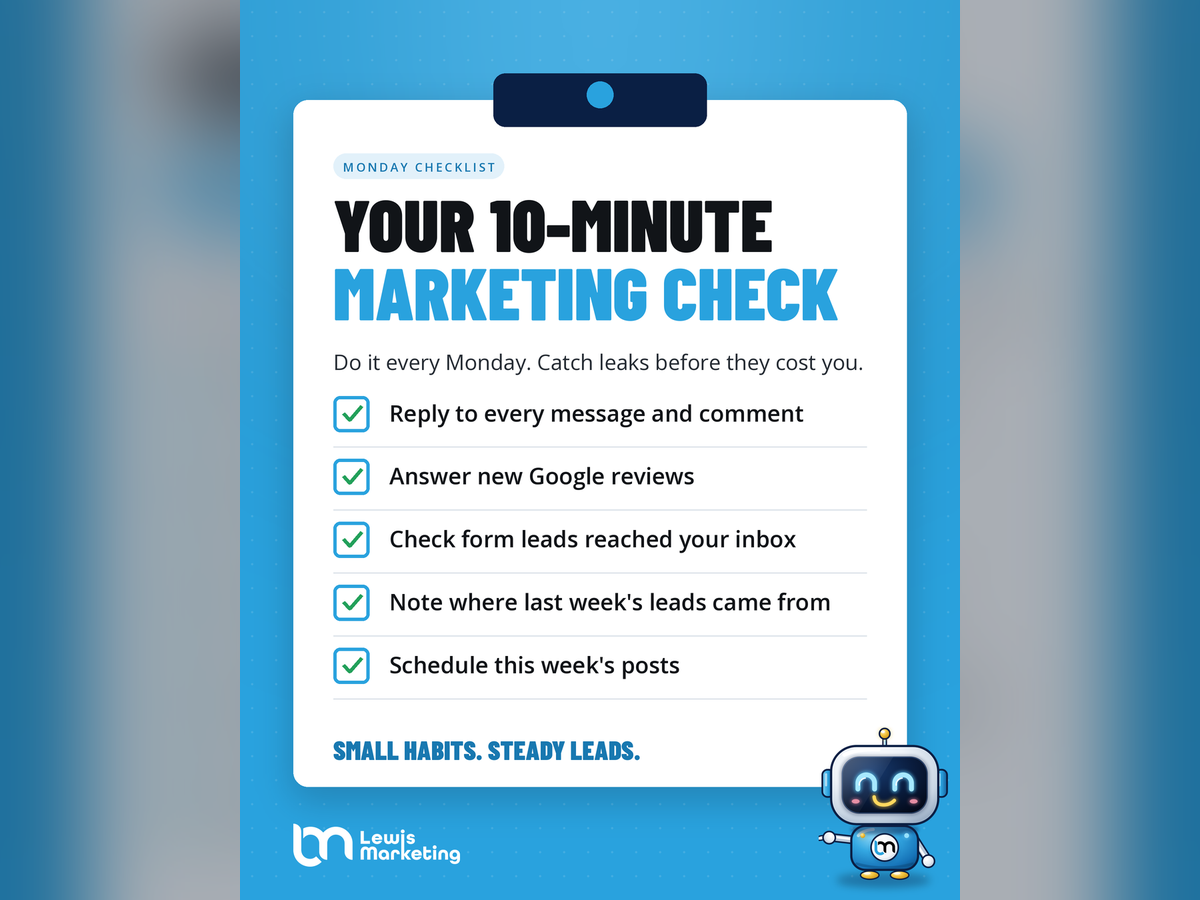 MONDAY CHECKLIST
YOUR 10-MINUTE
MARKETING CHECK
Do it every Monday. Catch leaks before they cost you.
Reply to every message and comment
Answer new Google reviews
Check form leads reached your inbox
Note where last week's leads came from
Schedule this week's posts
SMALL HABITS. STEADY LEADS.
Lewis
Marketing